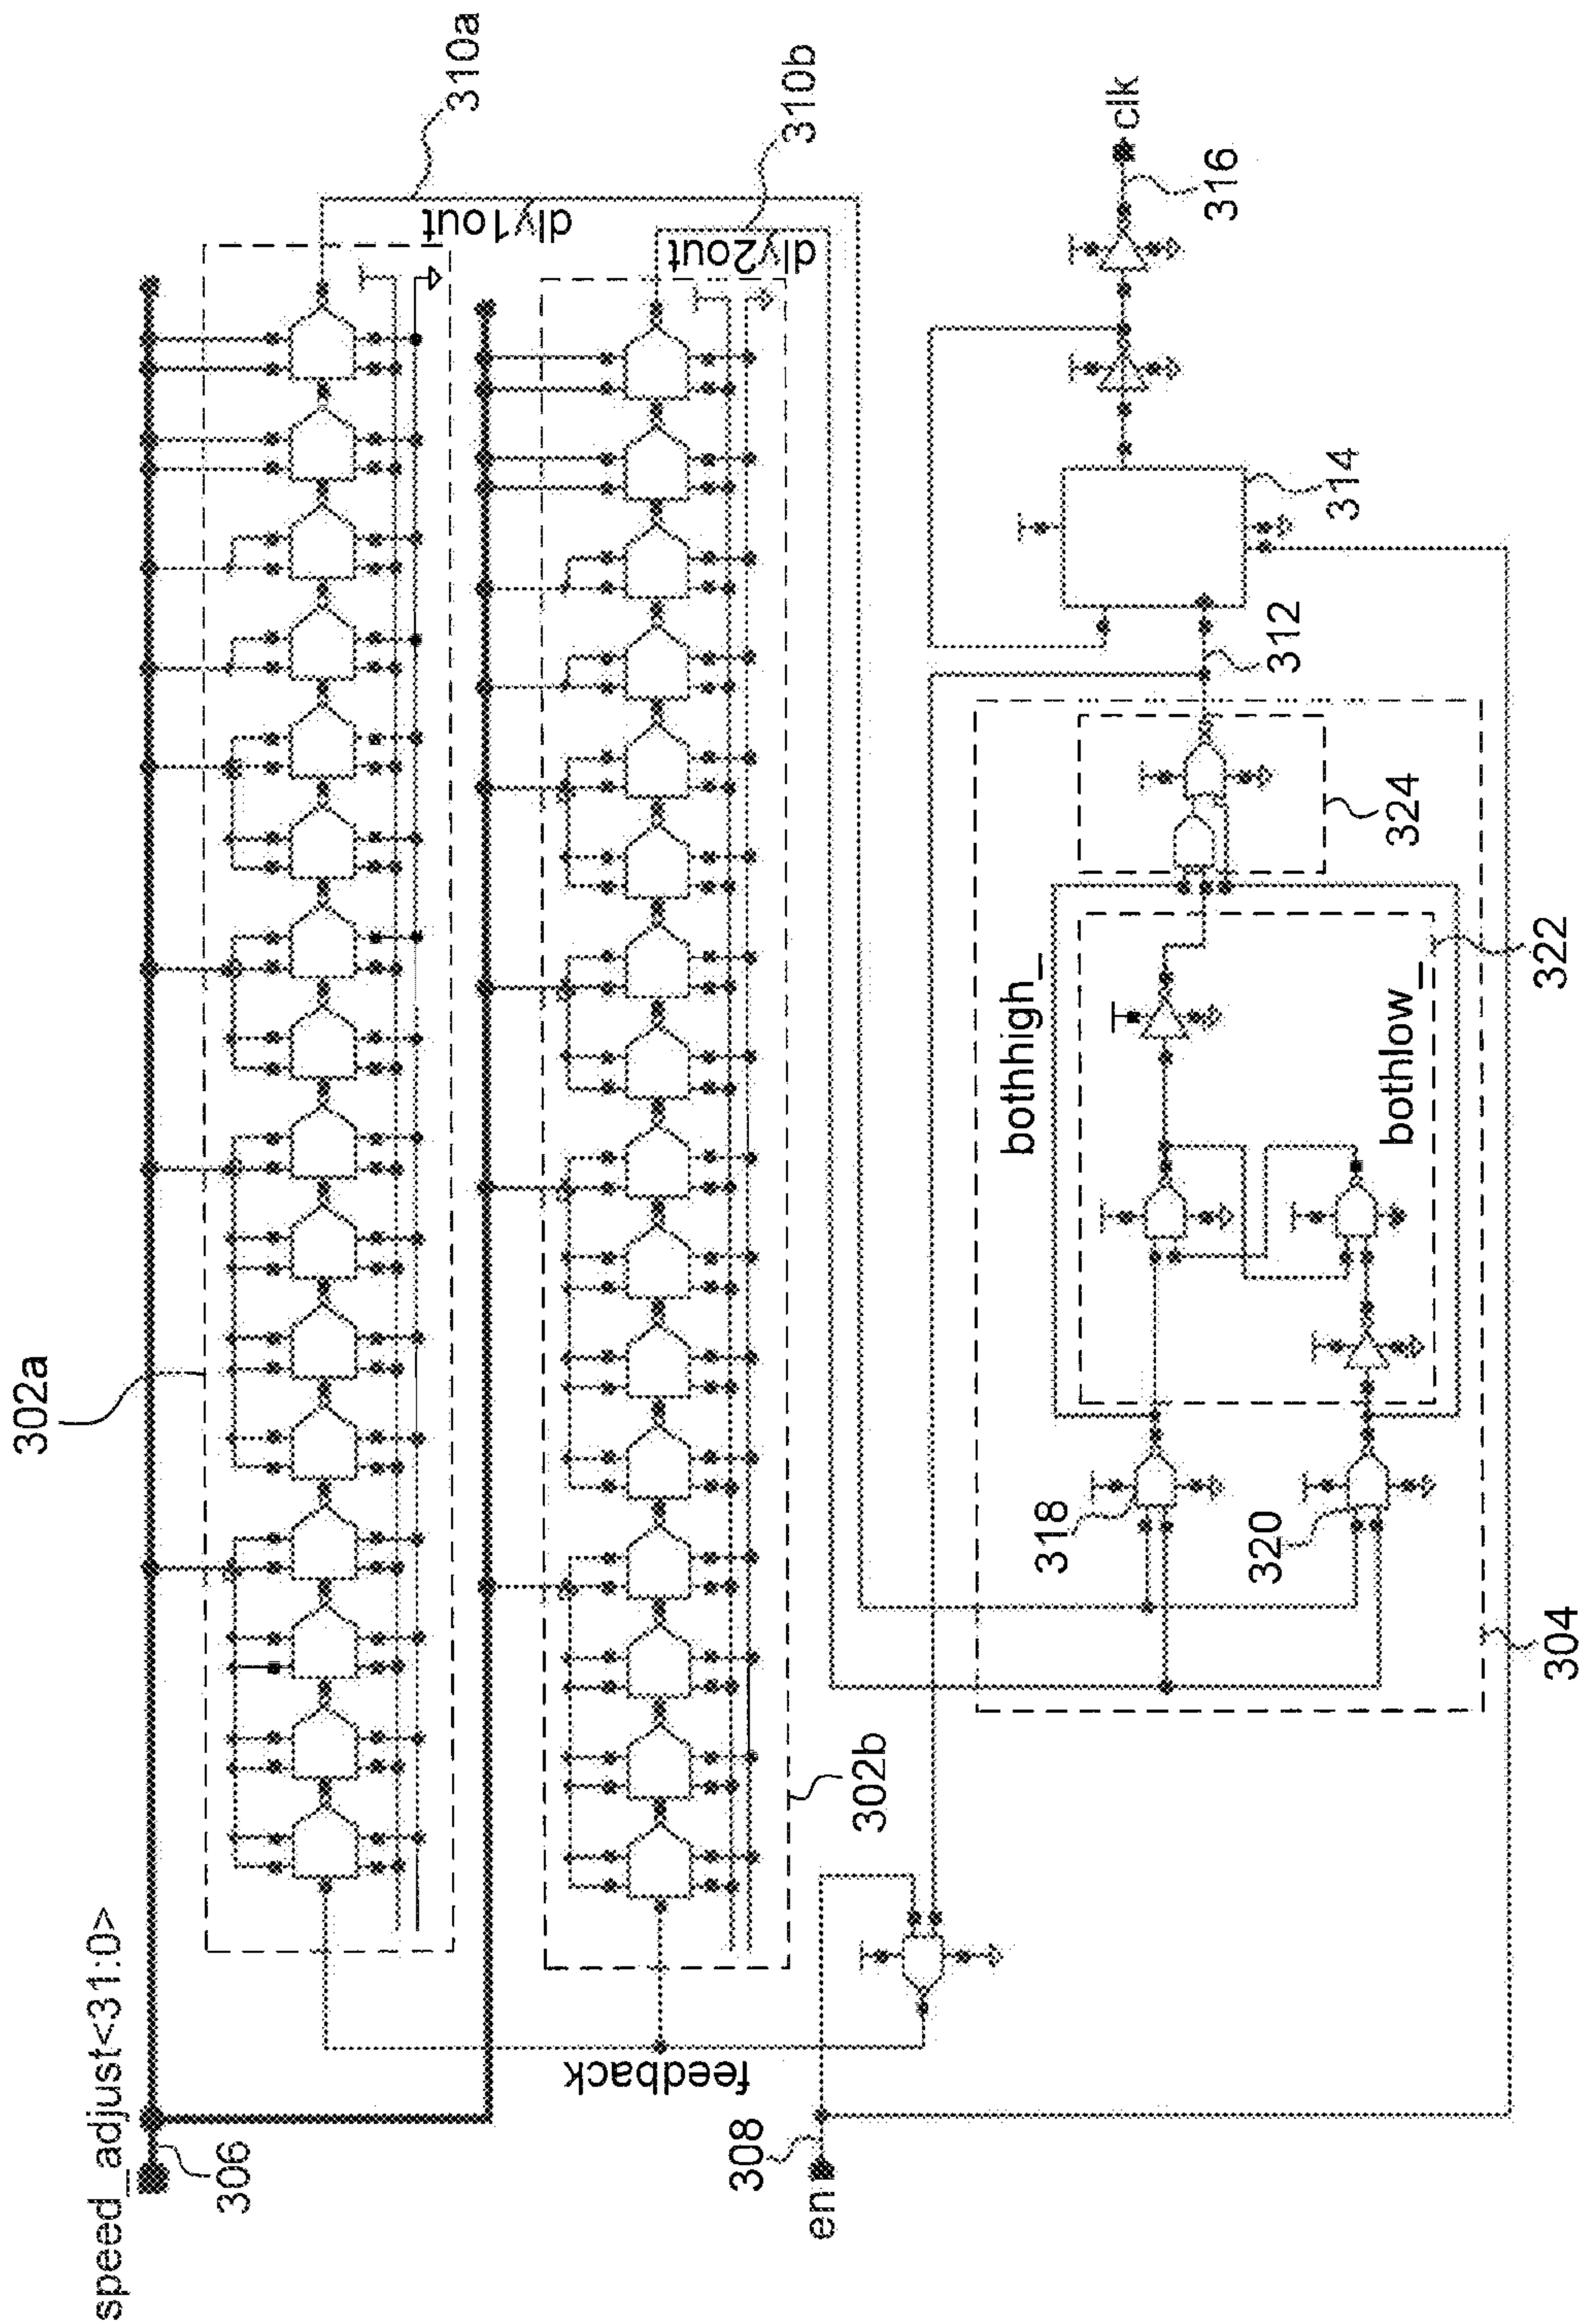 speed_adjust<31:0>
306
302a
310a
dly1out
310b
dly2out
302b
feedback
308
en
clk
316
314
312
bothhigh_
324
bothlow_
322
318
320
304